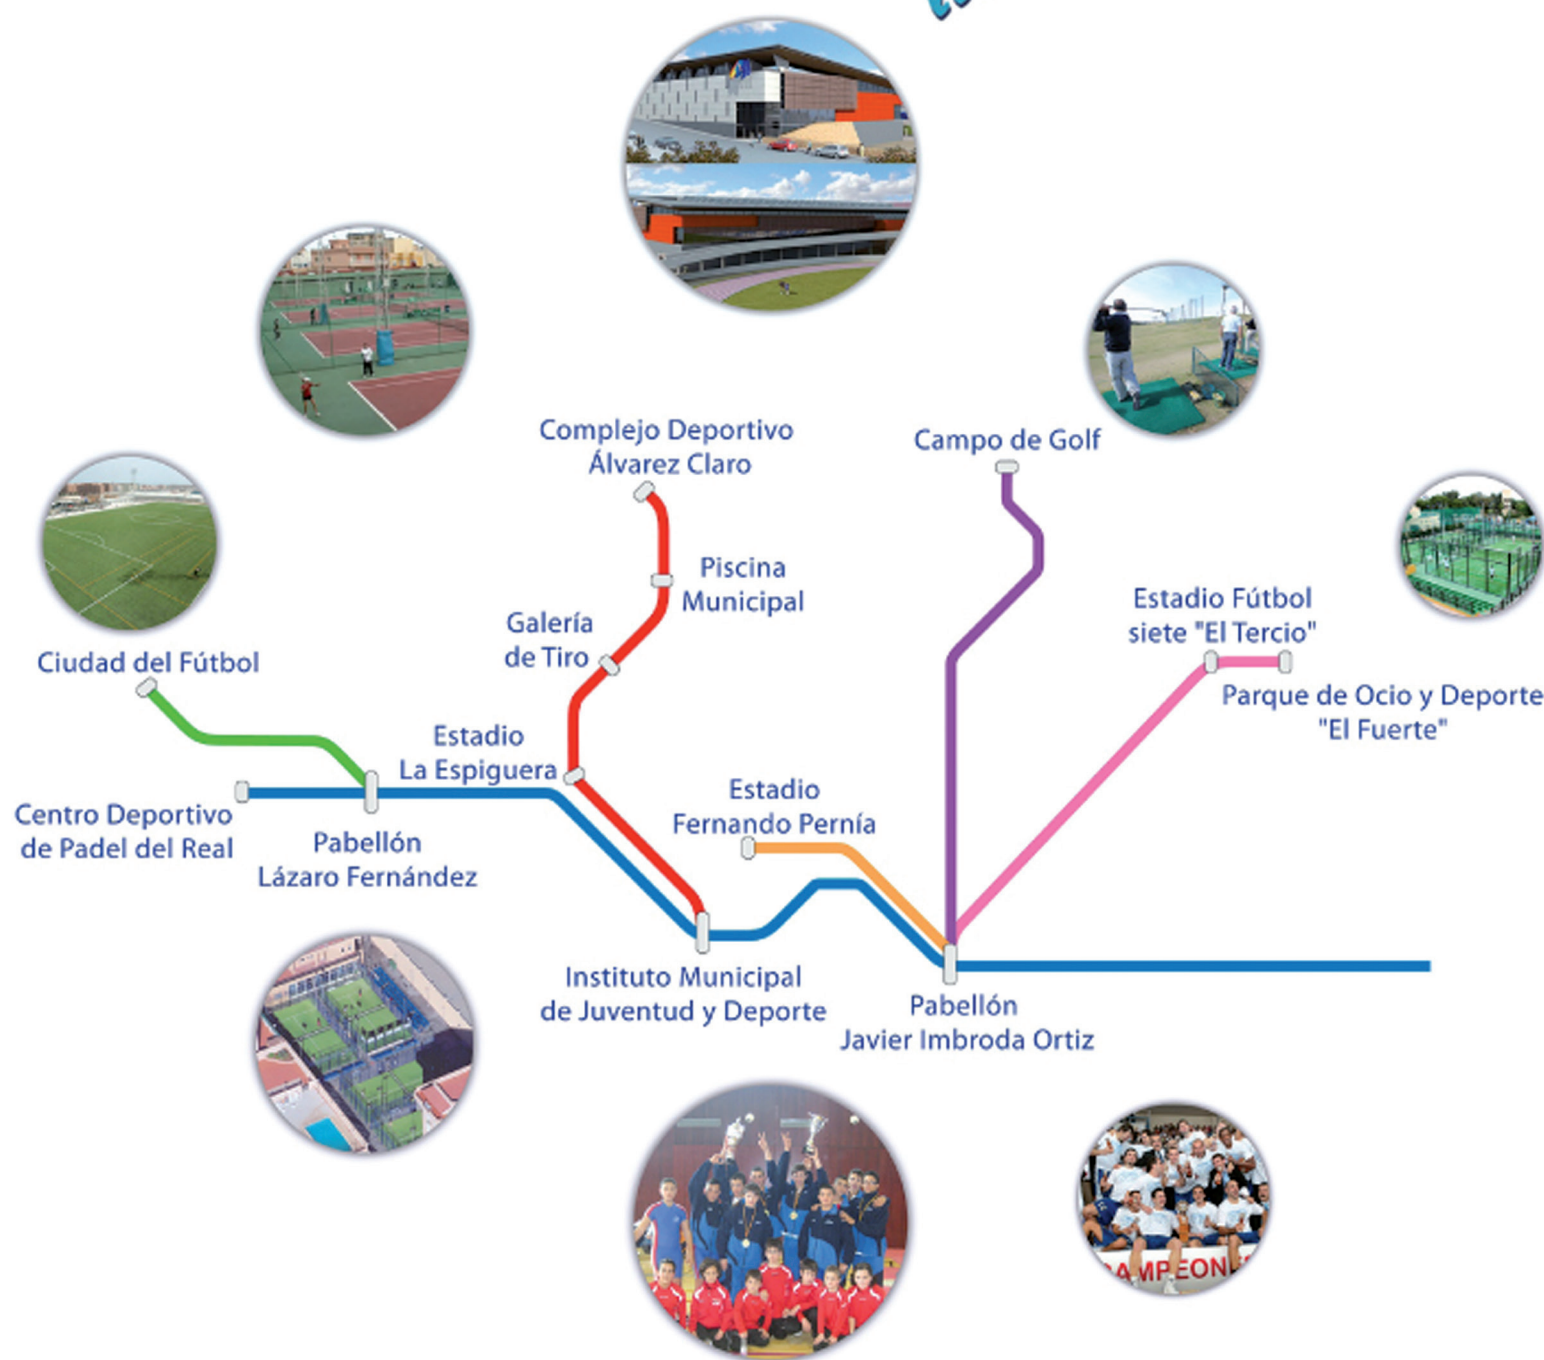 Complejo Deportivo
Álvarez Claro
Campo de Golf
Piscina
Municipal
Galería
de Tiro
Estadio Fútbol
siete "El Tercio"
Parque de Ocio y Deporte
"El Fuerte"
Ciudad del Fútbol
Estadio
La Espiguera
Centro Deportivo
de Padel del Real
Pabellón
Lázaro Fernández
Estadio
Fernando Pernía
Instituto Municipal
de Juventud y Deporte
Pabellón
Javier Imbroda Ortiz